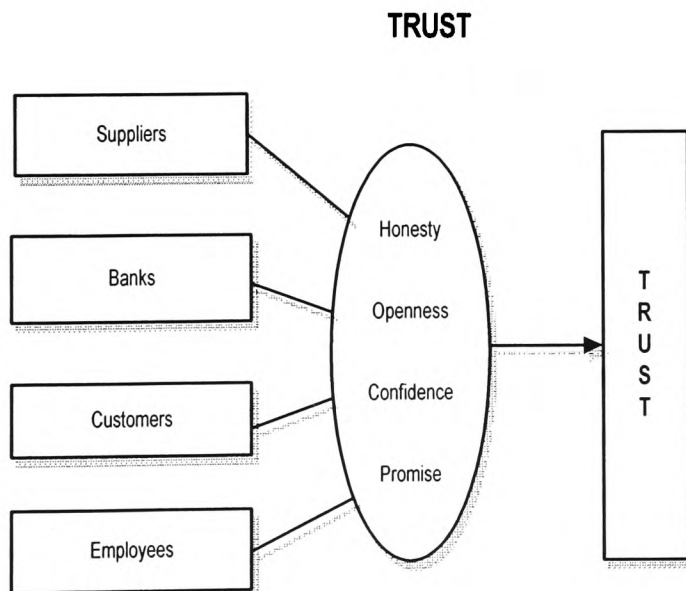 TRUST
Suppliers
Banks
Customers
Employees
Honesty
Openness
Confidence
Promise
T
R
U
S
T